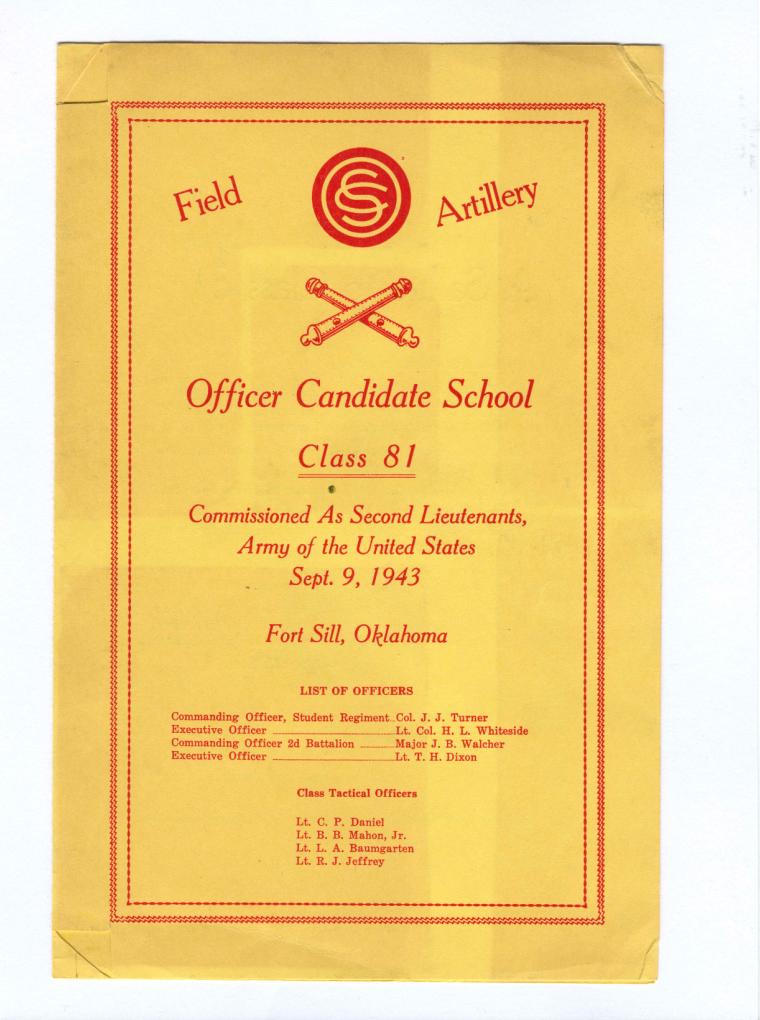 Field Artillery
OCS
Officer Candidate School
Class 81
Commissioned As Second Lieutenants,
Army of the United States
Sept. 9, 1943
Fort Sill, Oklahoma
LIST OF OFFICERS
Commanding Officer, Student Regiment..Col. J. J. Turner
Executive Officer ........ Lt. Col. H. L. Whiteside
Commanding Officer 2d Battalion ........ Major J. B. Walcher
Executive Officer ........ Lt. T. H. Dixon
Class Tactical Officers
Lt. C. P. Daniel
Lt. B. B. Mahon, Jr.
Lt. L. A. Baumgarten
Lt. R. J. Jeffrey